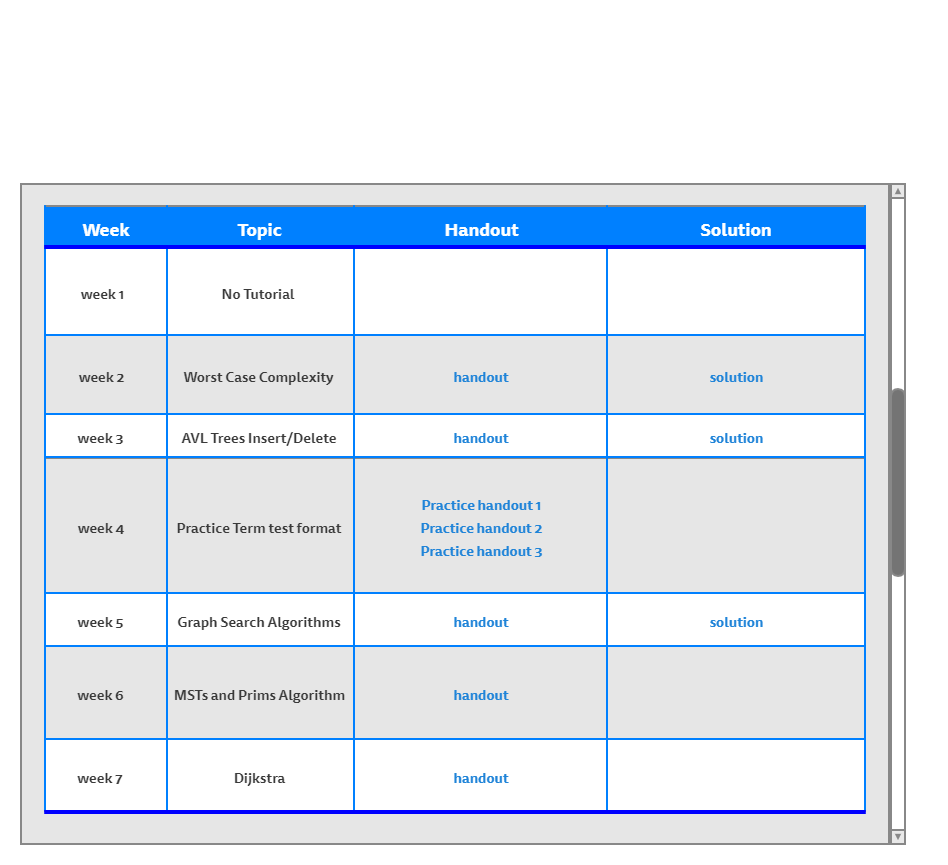 Week Topic Handout Solution
week 1 No Tutorial
week 2 Worst Case Complexity handout solution
week 3 AVL Trees Insert/Delete handout solution
Practice handout 1
week 4 Practice Term test format Practice handout 2
Practice handout 3
week 5 Graph Search Algorithms handout solution
week 6 MSTs and Prims Algorithm handout
week 7 Dijkstra handout